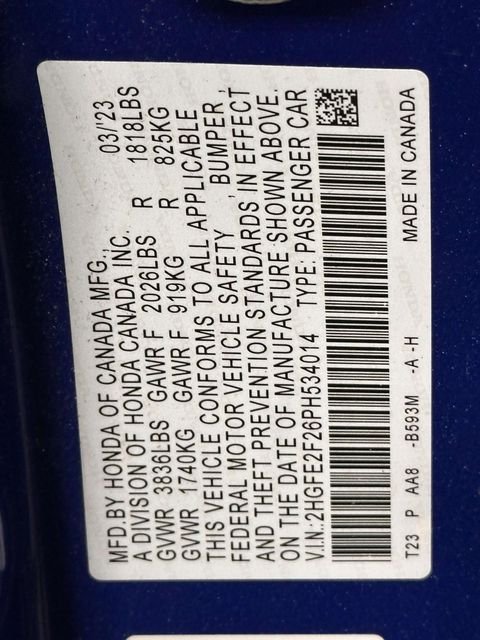 MFD.BY HONDA OF CANADA MFG., 03/'23
A DIVISION OF HONDA CANADA INC.
GVWR 3836LBS GAWR F 2026LBS R 1818LBS
GVWR 1740KG GAWR F 919KG R 825KG
THIS VEHICLE CONFORMS TO ALL APPLICABLE
FEDERAL MOTOR VEHICLE SAFETY , BUMPER ,
AND THEFT PREVENTION STANDARDS IN EFFECT
ON THE DATE OF MANUFACTURE SHOWN ABOVE.
V.I.N.:2HGFE2F26PH534014 TYPE: PASSENGER CAR
T23 P AA8 -B593M -A -H MADE IN CANADA